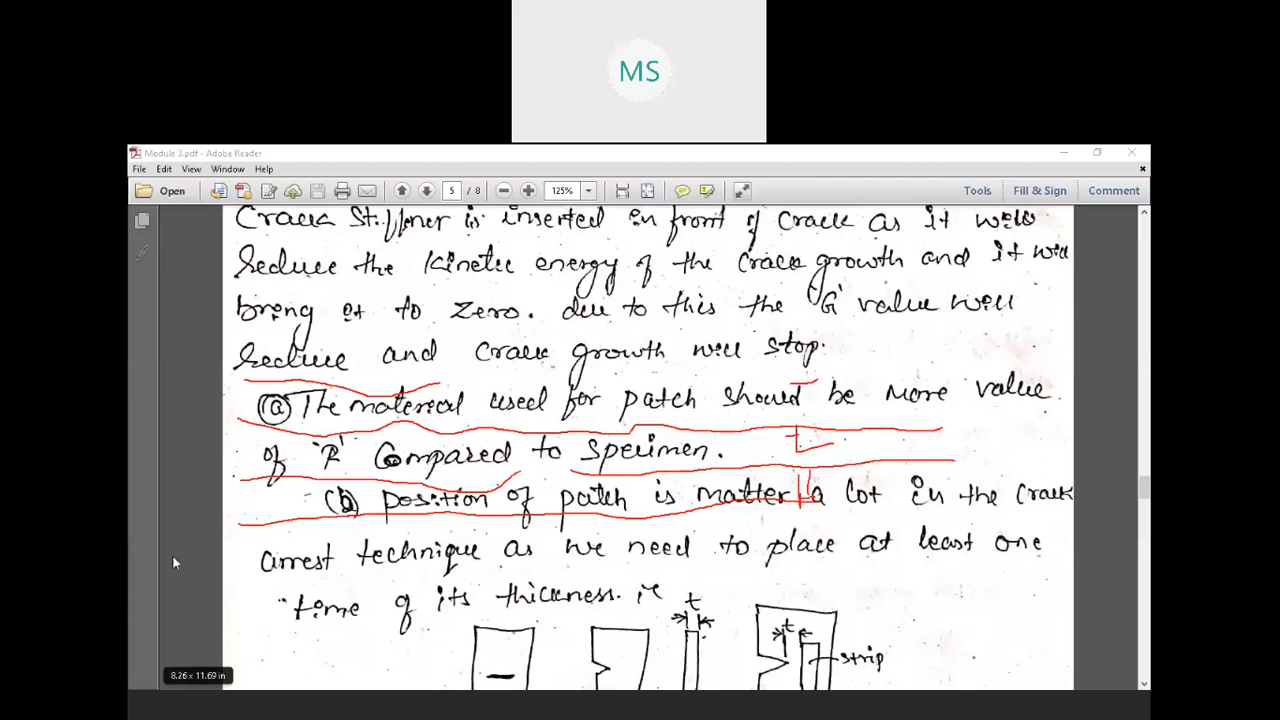 MS
Module 3.pdf - Adobe Reader
File Edit View Window Help
Open 5 / 8 125% Tools Fill & Sign Comment
Crack Stiffner is inserted in front of crack as it will
reduce the kinetic energy of the crack growth and it will
bring it to zero. due to this the 'G' value will
reduce and crack growth will stop.
(a) The material used for patch should be more value
of 'R' Compared to specimen.
(b) position of patch is matter a lot in the crack
arrest technique as we need to place at least one
time of its thickness. ie
t
t
strip
8.26 x 11.69 in